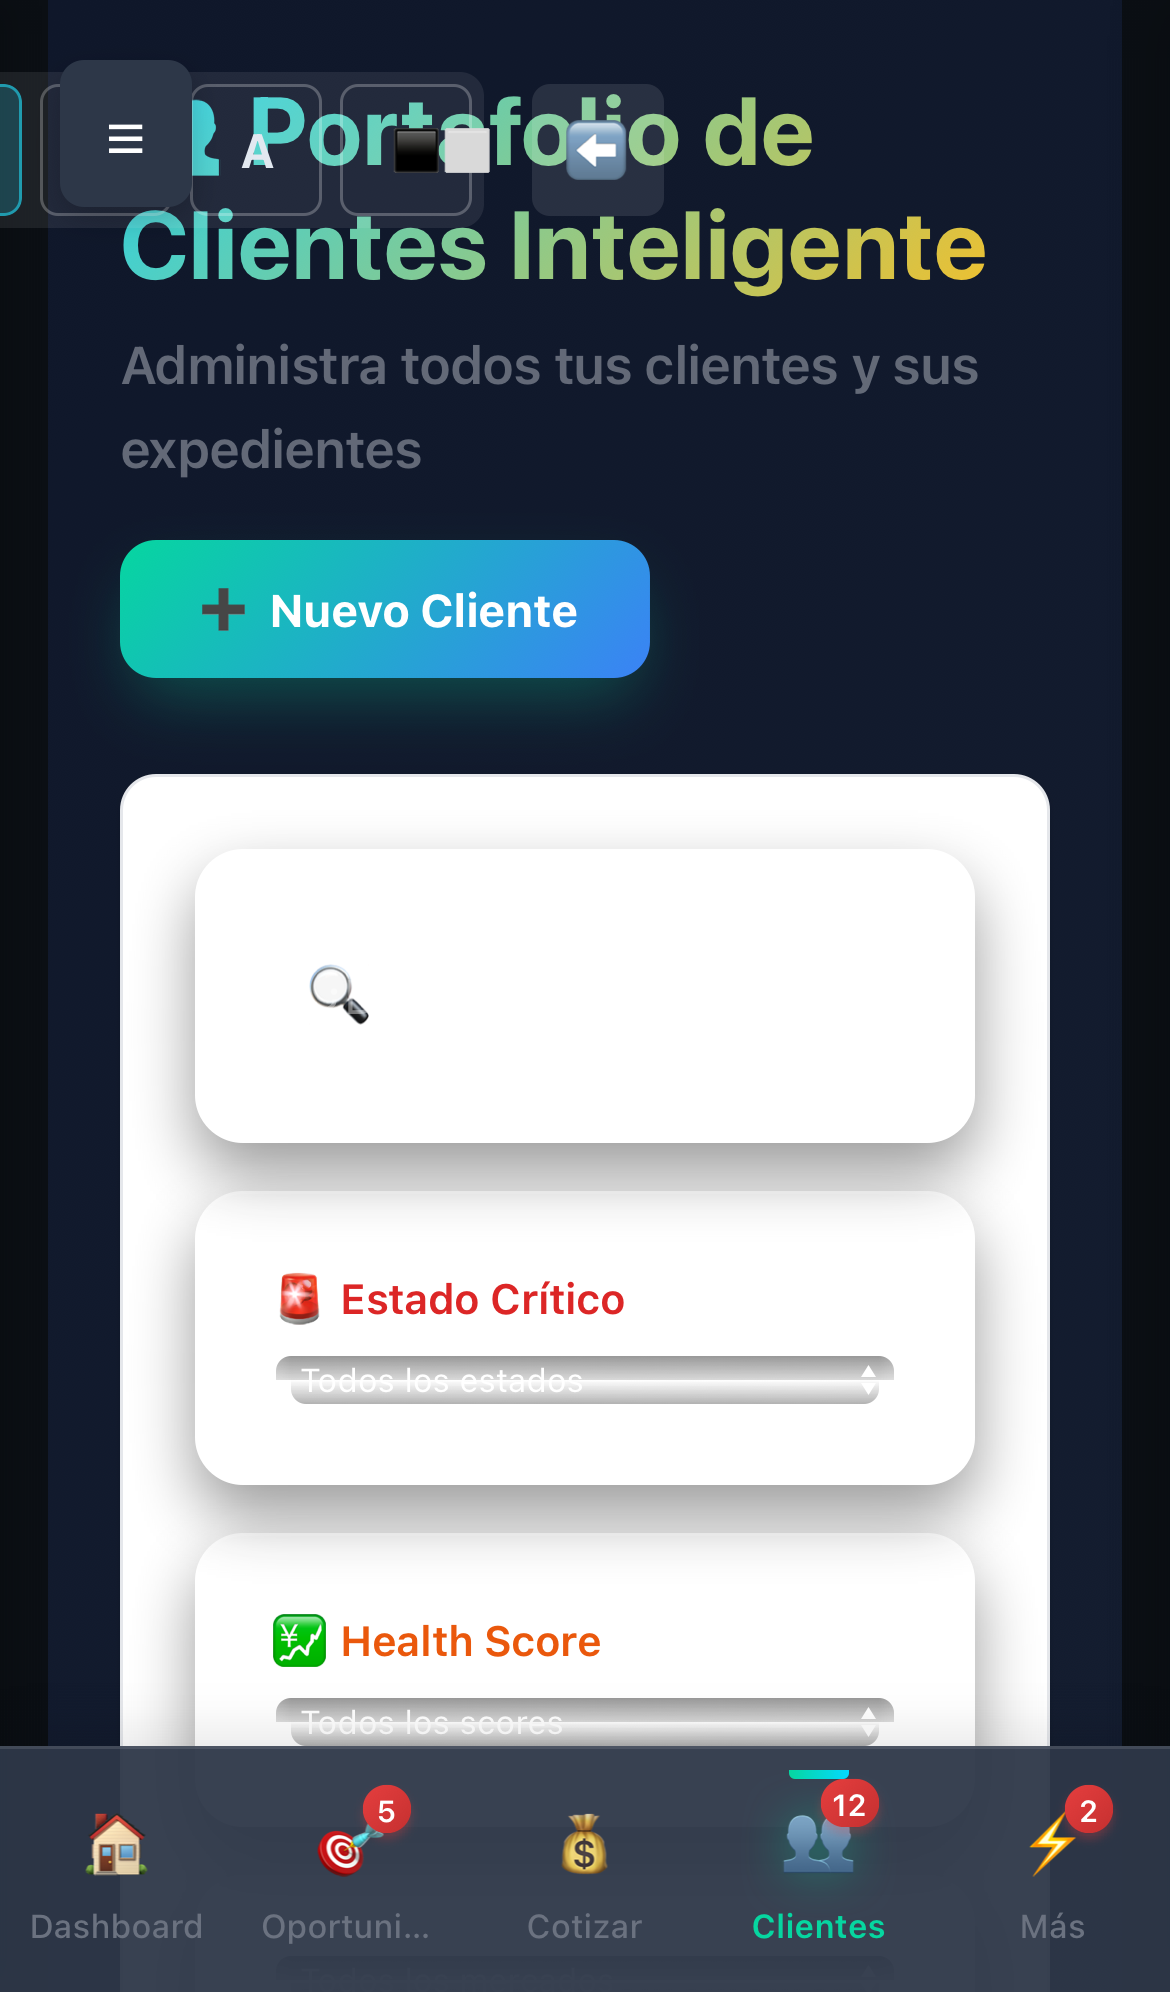 A
Portafolio de
Clientes Inteligente
Administra todos tus clientes y sus
expedientes
Nuevo Cliente
Estado Crítico
Todos los estados
Health Score
Todos los scores
5
12
2
Dashboard
Oportuni...
Cotizar
Clientes
Más